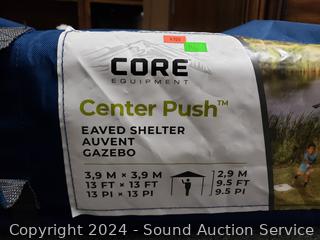 CORE
EQUIPMENT
Center Push™
EAVED SHELTER
AUVENT
GAZEBO
3,9 M × 3,9 M
13 FT × 13 FT
13 PI × 13 PI
2,9 M
9.5 FT
9.5 PI
Copyright 2024 - Sound Auction Service